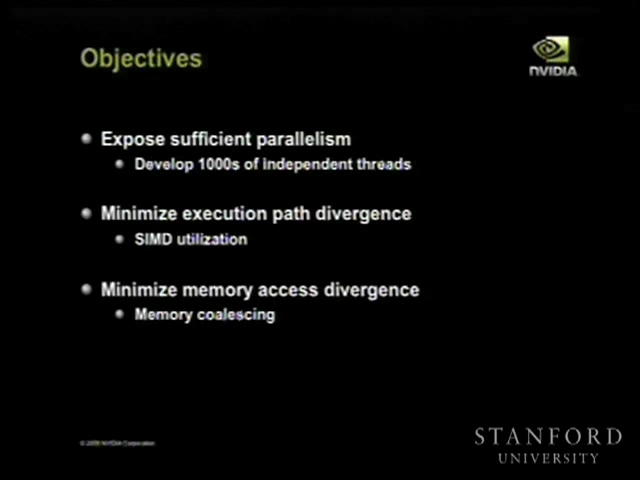 Objectives
NVIDIA
Expose sufficient parallelism
Develop 1000s of independent threads
Minimize execution path divergence
SIMD utilization
Minimize memory access divergence
Memory coalescing
NVIDIA Corporation
STANFORD
UNIVERSITY